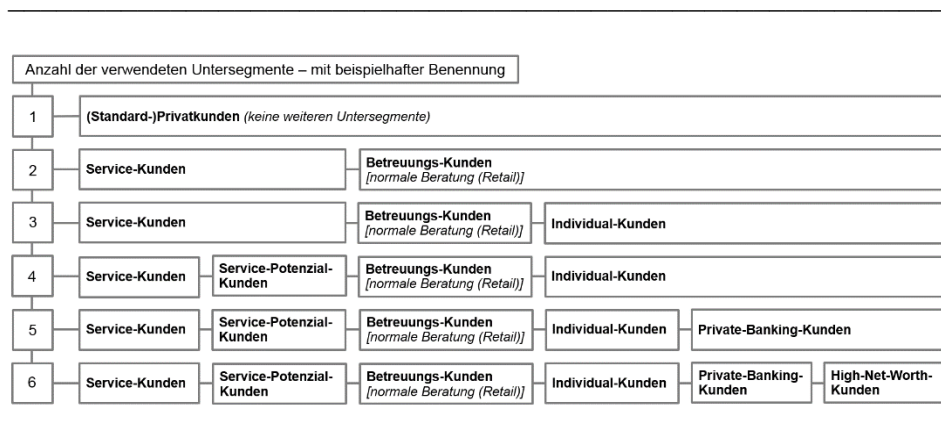 Anzahl der verwendeten Untersegmente – mit beispielhafter Benennung
1
(Standard-)Privatkunden (keine weiteren Untersegmente)
2
Service-Kunden
Betreuungs-Kunden
[normale Beratung (Retail)]
3
Service-Kunden
Betreuungs-Kunden
[normale Beratung (Retail)]
Individual-Kunden
4
Service-Kunden
Service-Potenzial-
Kunden
Betreuungs-Kunden
[normale Beratung (Retail)]
Individual-Kunden
5
Service-Kunden
Service-Potenzial-
Kunden
Betreuungs-Kunden
[normale Beratung (Retail)]
Individual-Kunden
Private-Banking-Kunden
6
Service-Kunden
Service-Potenzial-
Kunden
Betreuungs-Kunden
[normale Beratung (Retail)]
Individual-Kunden
Private-Banking-
Kunden
High-Net-Worth-
Kunden